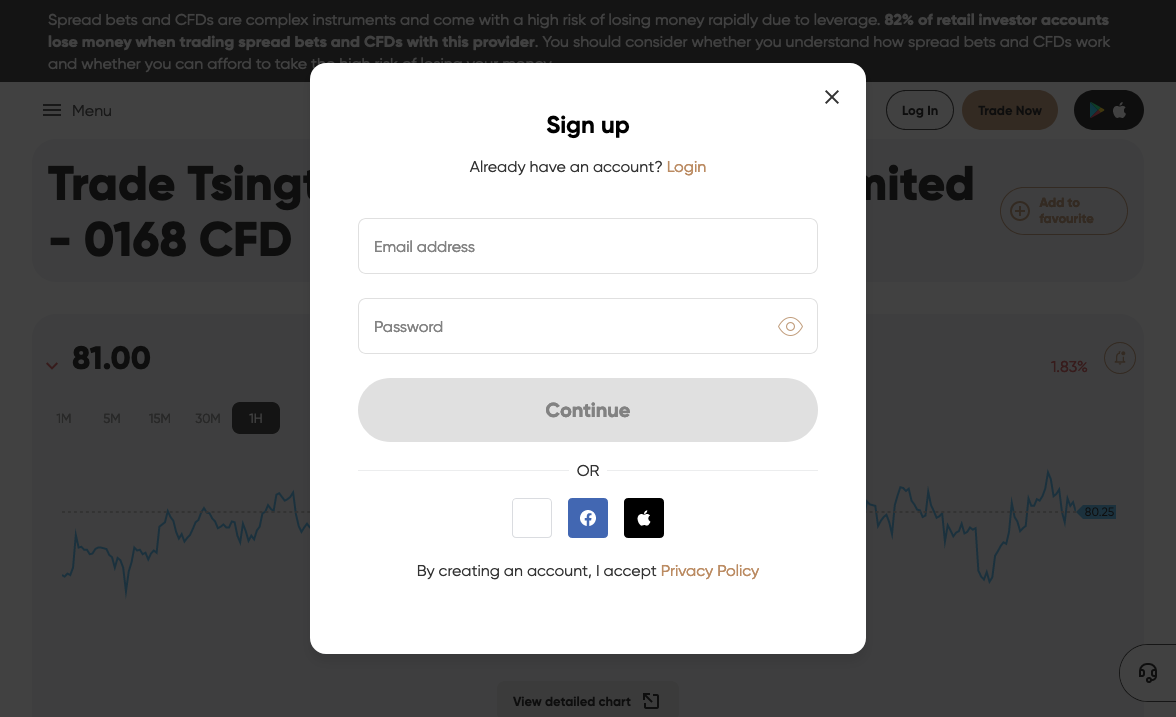 Spread bets and CFDs are complex instruments and come with a high risk of losing money rapidly due to leverage. 82% of retail investor accounts
lose money when trading spread bets and CFDs with this provider. You should consider whether you understand how spread bets and CFDs work
and whether you can afford to take the high risk of losing your money.
Menu
Log In
Trade Now
Sign up
Already have an account? Login
Trade Tsingt mited
- 0168 CFD
Add to
favourite
Email address
Password
81.00
1.83%
1M 5M 15M 30M 1H
Continue
OR
80.25
By creating an account, I accept Privacy Policy
View detailed chart